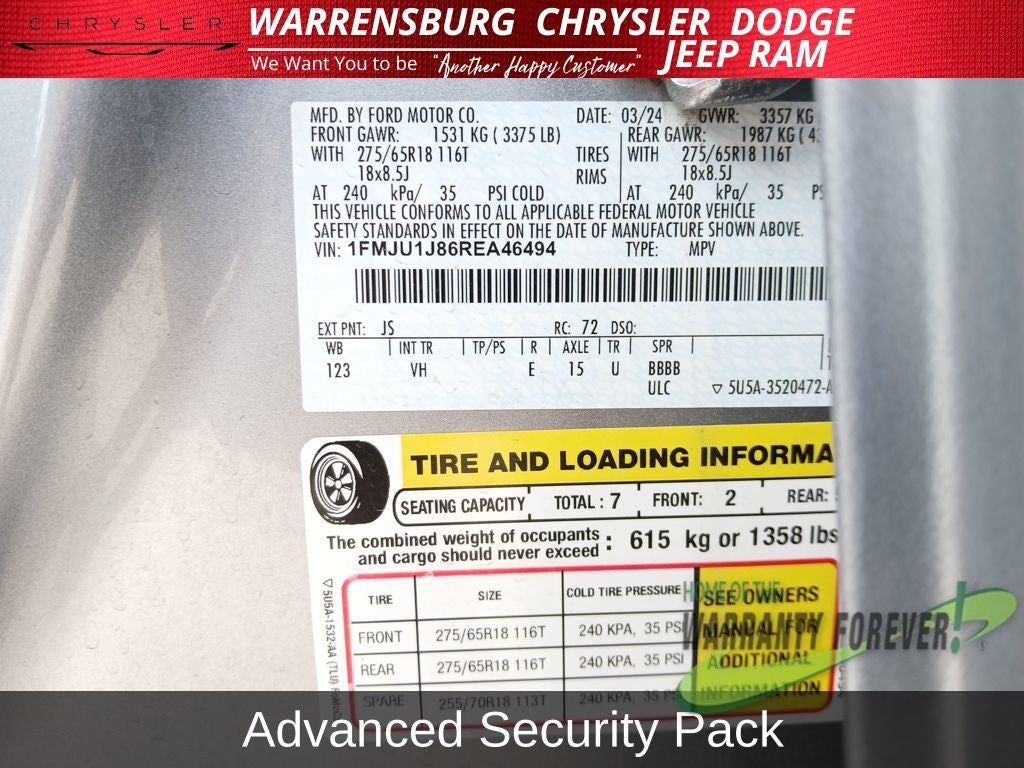 CHRYSLER
WARRENSBURG CHRYSLER DODGE
JEEP RAM
We Want You to be "Another Happy Customer"
MFD. BY FORD MOTOR CO. DATE: 03/24 GVWR: 3357 KG
FRONT GAWR: 1531 KG ( 3375 LB) REAR GAWR: 1987 KG (
WITH 275/65R18 116T TIRES WITH 275/65R18 116T
18x8.5J RIMS 18x8.5J
AT 240 kPa/ 35 PSI COLD AT 240 kPa/ 35
THIS VEHICLE CONFORMS TO ALL APPLICABLE FEDERAL MOTOR VEHICLE
SAFETY STANDARDS IN EFFECT ON THE DATE OF MANUFACTURE SHOWN ABOVE.
VIN: 1FMJU1J86REA46494 TYPE: MPV
EXT PNT: JS RC: 72 DSO:
WB INT TR TP/PS R AXLE TR SPR
123 VH E 15 U BBBB
ULC ▽ 5U5A-3520472-A
TIRE AND LOADING INFORMA
SEATING CAPACITY TOTAL : 7 FRONT: 2 REAR:
The combined weight of occupants
and cargo should never exceed : 615 kg or 1358 lbs
▽ 5U5A-1532-AA (TLU)
TIRE SIZE COLD TIRE PRESSURE SEE OWNERS
FRONT 275/65R18 116T 240 KPA, 35 PSI MANUAL FOR
REAR 275/65R18 116T 240 KPA, 35 PSI ADDITIONAL
SPARE 255/70R18 113T 240 KPA, 35 PS INFORMATION
HOME OF THE
WARRANTY FOREVER!
Advanced Security Pack